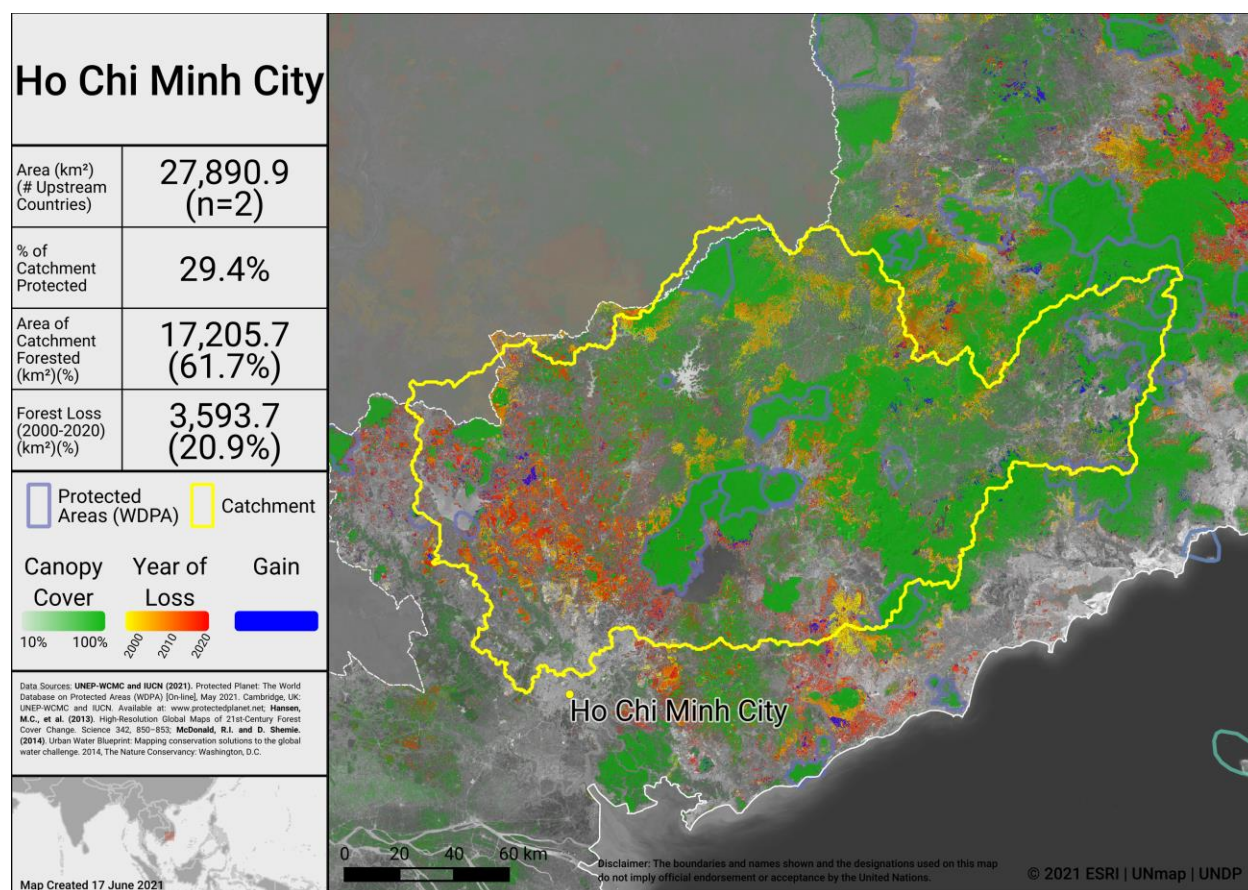 Ho Chi Minh City
Area (km²)
(# Upstream
Countries)
27,890.9
(n=2)
% of
Catchment
Protected
29.4%
Area of
Catchment
Forested
(km²)(%)
17,205.7
(61.7%)
Forest Loss
(2000-2020)
(km²)(%)
3,593.7
(20.9%)
Protected
Areas (WDPA)
Catchment
Canopy
Cover
10% 100%
Year of
Loss
2000 2010 2020
Gain
Data Sources: UNEP-WCMC and IUCN (2021). Protected Planet: The World
Database on Protected Areas (WDPA) [On-line], May 2021. Cambridge, UK:
UNEP-WCMC and IUCN. Available at: www.protectedplanet.net; Hansen,
M.C., et al. (2013). High-Resolution Global Maps of 21st-Century Forest
Cover Change. Science 342, 850–853; McDonald, R.I. and D. Shemie.
(2014). Urban Water Blueprint: Mapping conservation solutions to the global
water challenge. 2014, The Nature Conservancy: Washington, D.C.
Map Created 17 June 2021
Ho Chi Minh City
0 20 40 60 km
Disclaimer: The boundaries and names shown and the designations used on this map
do not imply official endorsement or acceptance by the United Nations.
© 2021 ESRI | UNmap | UNDP